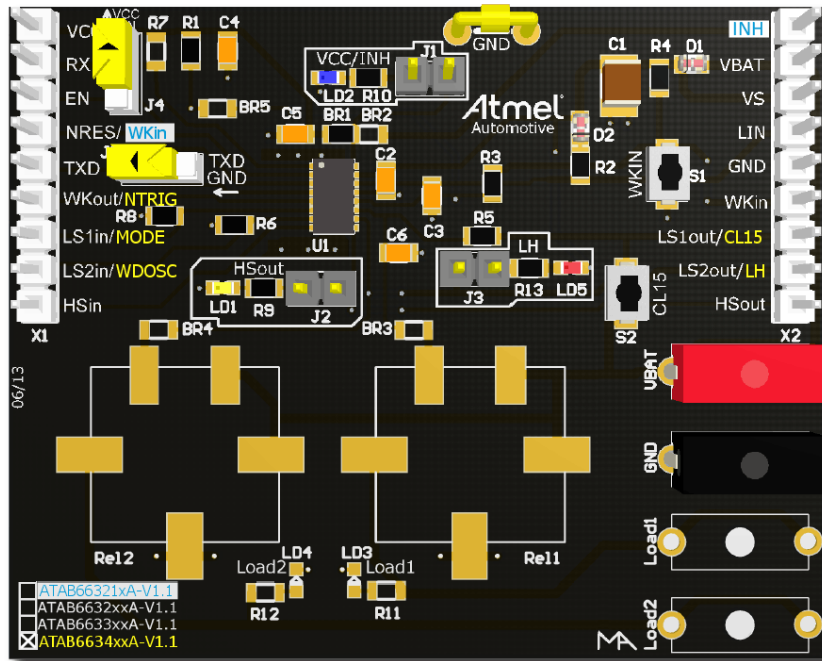 VCC
R7
R1
C4
VCC
RX
EN
J4
NRES/WKin
TXD
TXD
GND
WKout/NTRIG
R8
R6
LS1in/MODE
LS2in/WDOSC
HSin
X1
BR5
VCC/INH
J1
LD2
R10
GND
C5
BR1
BR2
Atmel
Automotive
C1
R4
D1
D2
R2
R3
C2
C3
U1
R5
C6
WKIN
S1
INH
VBAT
VS
LIN
GND
WKin
LS1out/CL15
LS2out/LH
HSout
X2
HSout
LD1
R9
J2
LH
J3
R13
LD5
CL15
S2
BR4
BR3
06/13
VBAT
GND
Load1
Load2
Rel2
Rel1
LD4
LD3
Load2
Load1
R12
R11
ATAB66321xA-V1.1
ATAB6632xxA-V1.1
ATAB6633xxA-V1.1
ATAB6634xxA-V1.1